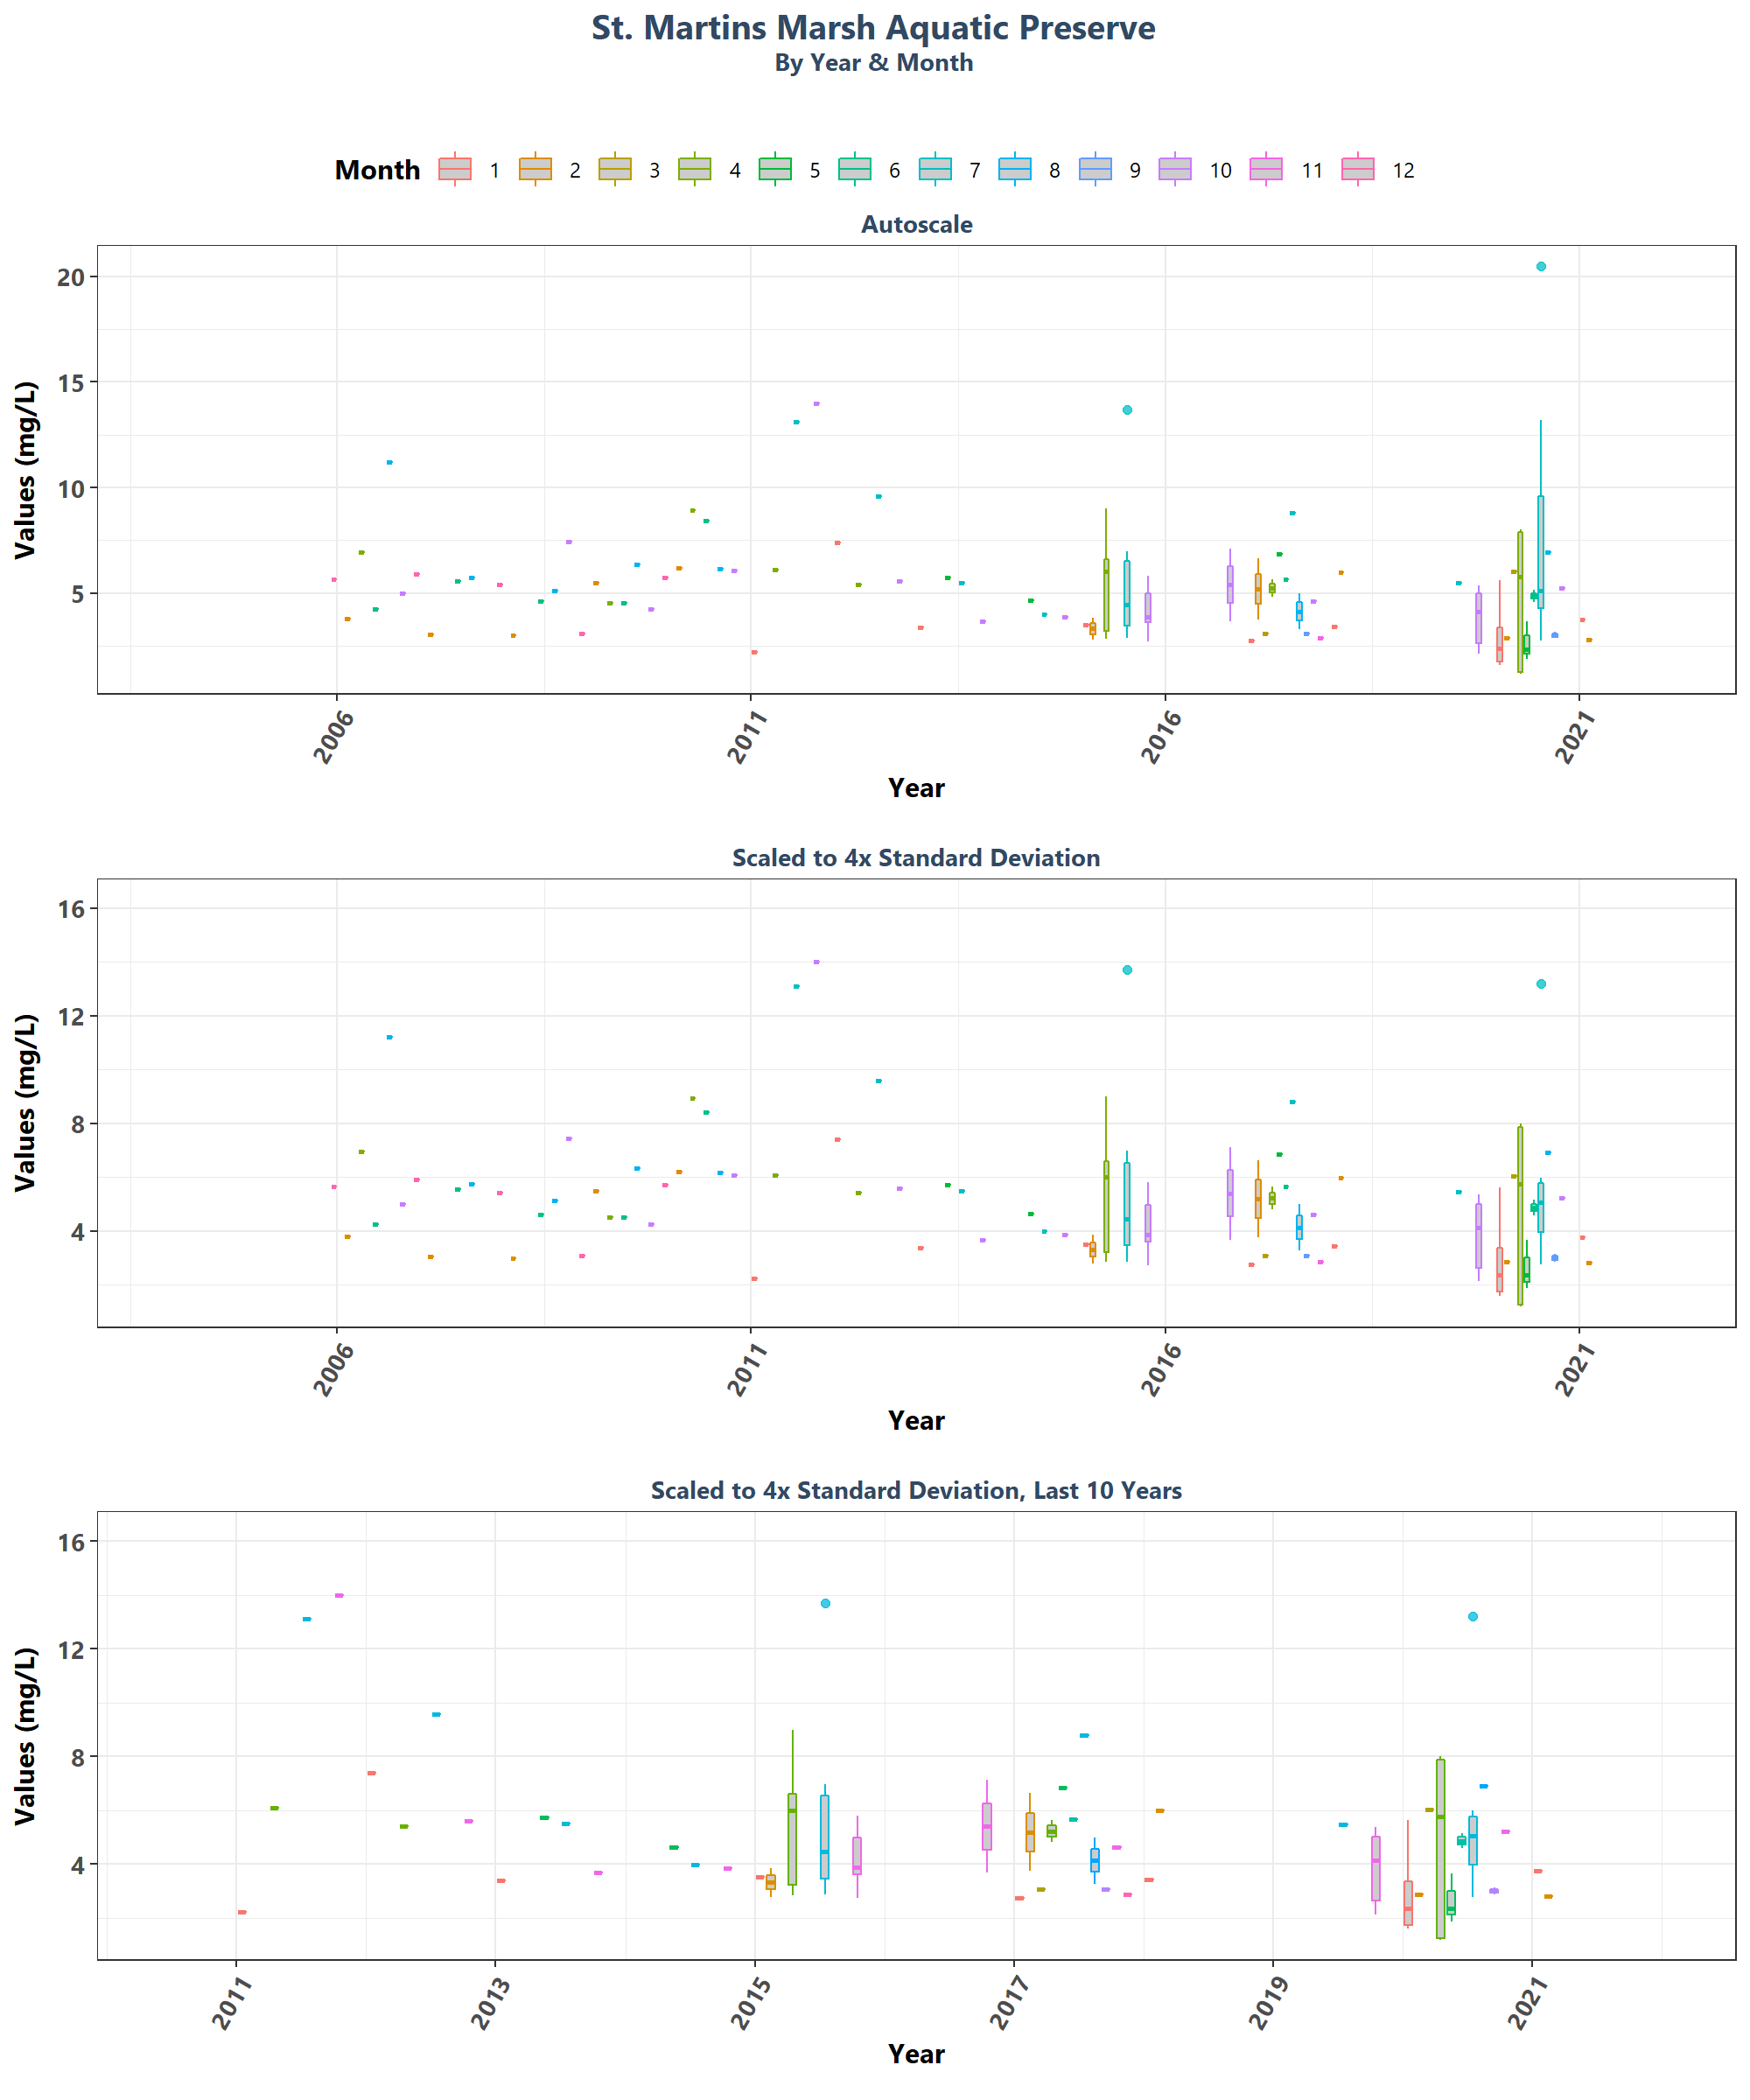 St. Martins Marsh Aquatic Preserve
By Year & Month
Month 1 2 3 4 5 6 7 8 9 10 11 12
Autoscale
Values (mg/L)
20
15
10
5
2006 2011 2016 2021
Year
Scaled to 4x Standard Deviation
Values (mg/L)
16
12
8
4
2006 2011 2016 2021
Year
Scaled to 4x Standard Deviation, Last 10 Years
Values (mg/L)
16
12
8
4
2011 2013 2015 2017 2019 2021
Year